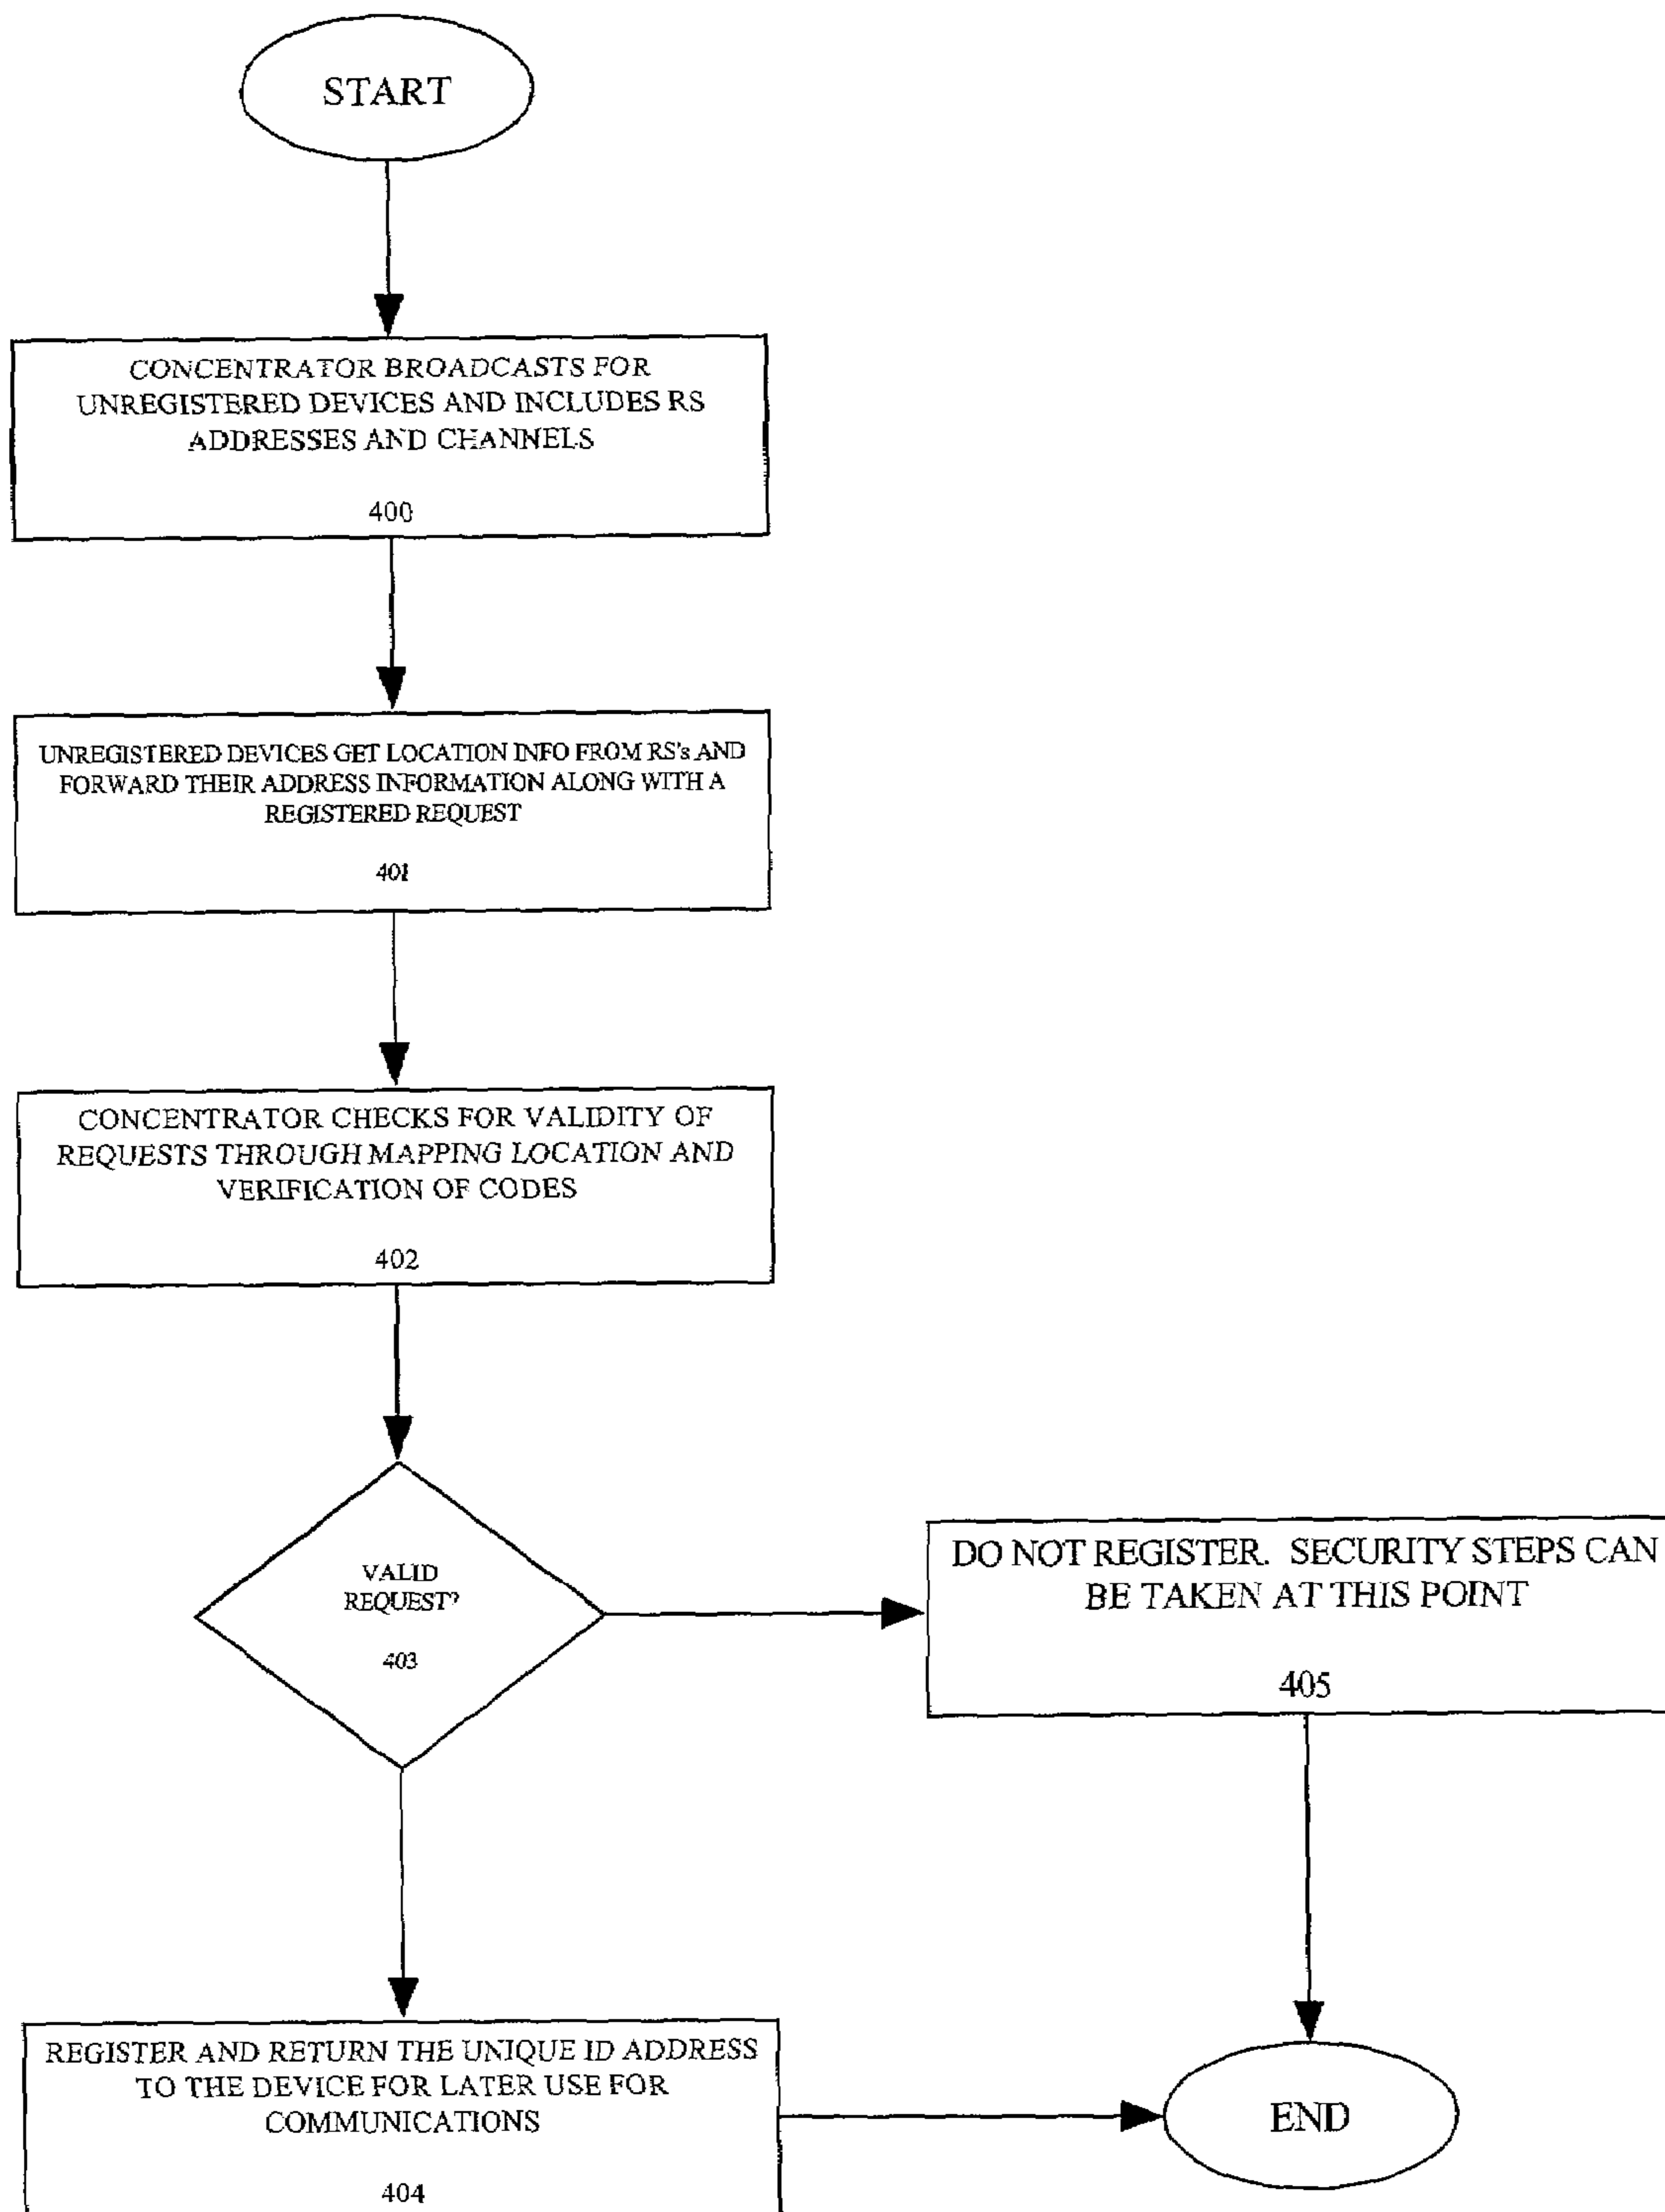 START
CONCENTRATOR BROADCASTS FOR
UNREGISTERED DEVICES AND INCLUDES RS
ADDRESSES AND CHANNELS
400
UNREGISTERED DEVICES GET LOCATION INFO FROM RS's AND
FORWARD THEIR ADDRESS INFORMATION ALONG WITH A
REGISTERED REQUEST
401
CONCENTRATOR CHECKS FOR VALIDITY OF
REQUESTS THROUGH MAPPING LOCATION AND
VERIFICATION OF CODES
402
VALID
REQUEST?
403
DO NOT REGISTER. SECURITY STEPS CAN
BE TAKEN AT THIS POINT
405
REGISTER AND RETURN THE UNIQUE ID ADDRESS
TO THE DEVICE FOR LATER USE FOR
COMMUNICATIONS
404
END